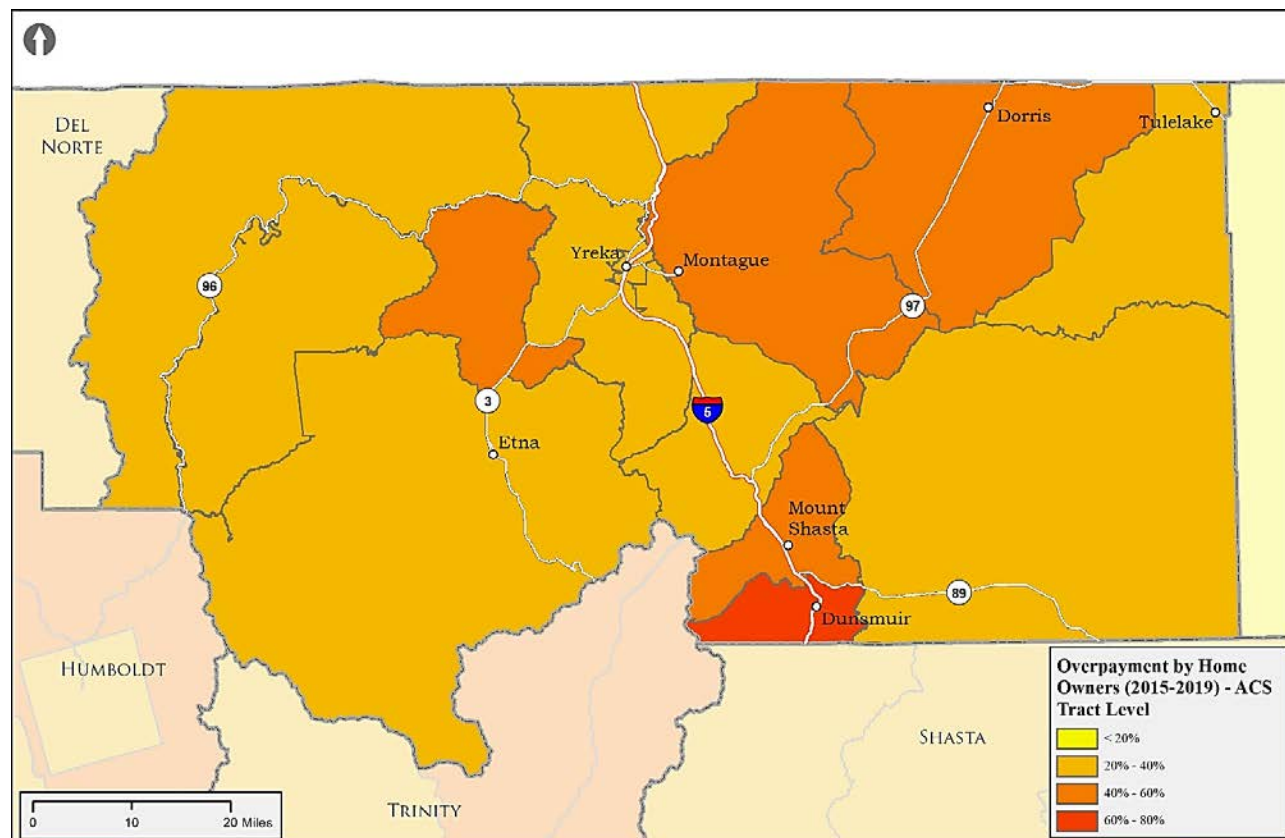 DEL
NORTE
Dorris
Tulelake
Yreka
Montague
96
97
3
5
Etna
Mount
Shasta
89
Dunsmuir
HUMBOLDT
SHASTA
TRINITY
0 10 20 Miles
Overpayment by Home
Owners (2015-2019) - ACS
Tract Level
< 20%
20% - 40%
40% - 60%
60% - 80%